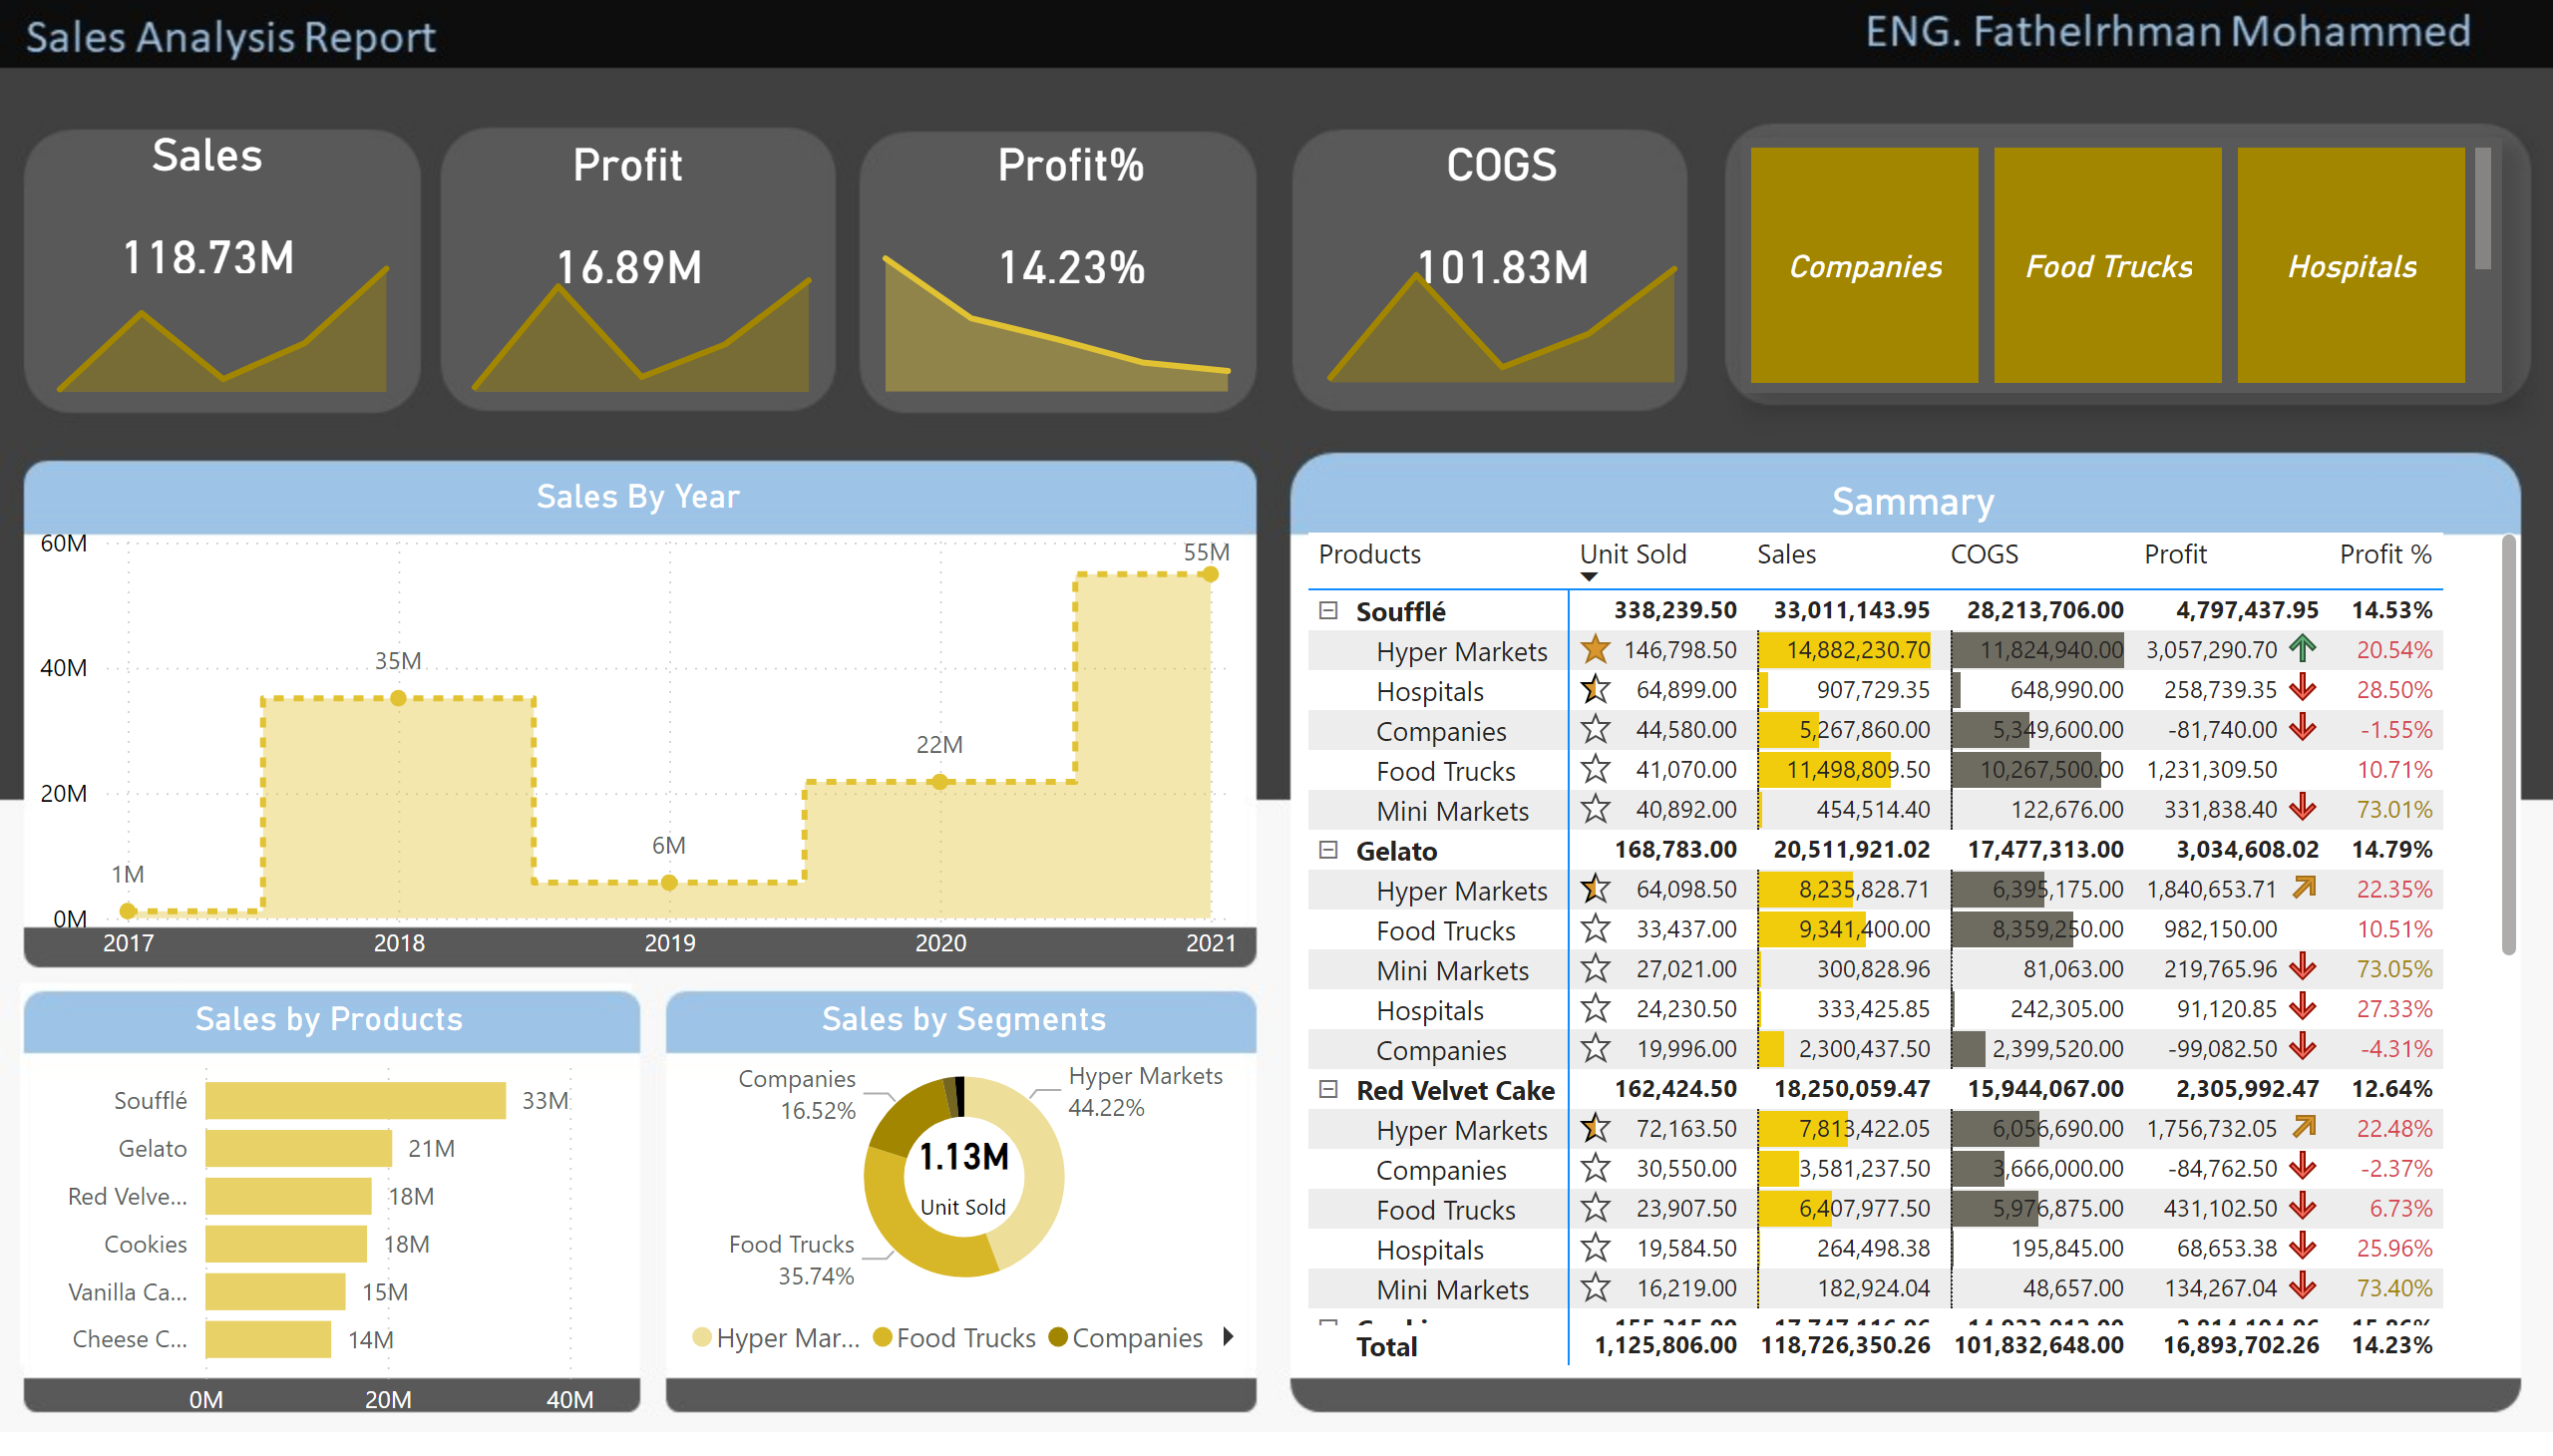 Sales Analysis Report
ENG. Fathelrhman Mohammed
Sales
118.73M
Profit
16.89M
Profit%
14.23%
COGS
101.83M
Companies
Food Trucks
Hospitals
Sales By Year
60M
40M
20M
0M
1M
35M
6M
22M
55M
2017 2018 2019 2020 2021
Sales by Products
Soufflé 33M
Gelato 21M
Red Velve... 18M
Cookies 18M
Vanilla Ca... 15M
Cheese C... 14M
0M 20M 40M
Sales by Segments
Companies
16.52%
Hyper Markets
44.22%
1.13M
Unit Sold
Food Trucks
35.74%
Hyper Mar... Food Trucks Companies
Sammary
Products Unit Sold Sales COGS Profit Profit %
Soufflé 338,239.50 33,011,143.95 28,213,706.00 4,797,437.95 14.53%
Hyper Markets 146,798.50 14,882,230.70 11,824,940.00 3,057,290.70 20.54%
Hospitals 64,899.00 907,729.35 648,990.00 258,739.35 28.50%
Companies 44,580.00 5,267,860.00 5,349,600.00 -81,740.00 -1.55%
Food Trucks 41,070.00 11,498,809.50 10,267,500.00 1,231,309.50 10.71%
Mini Markets 40,892.00 454,514.40 122,676.00 331,838.40 73.01%
Gelato 168,783.00 20,511,921.02 17,477,313.00 3,034,608.02 14.79%
Hyper Markets 64,098.50 8,235,828.71 6,395,175.00 1,840,653.71 22.35%
Food Trucks 33,437.00 9,341,400.00 8,359,250.00 982,150.00 10.51%
Mini Markets 27,021.00 300,828.96 81,063.00 219,765.96 73.05%
Hospitals 24,230.50 333,425.85 242,305.00 91,120.85 27.33%
Companies 19,996.00 2,300,437.50 2,399,520.00 -99,082.50 -4.31%
Red Velvet Cake 162,424.50 18,250,059.47 15,944,067.00 2,305,992.47 12.64%
Hyper Markets 72,163.50 7,813,422.05 6,056,690.00 1,756,732.05 22.48%
Companies 30,550.00 3,581,237.50 3,666,000.00 -84,762.50 -2.37%
Food Trucks 23,907.50 6,407,977.50 5,976,875.00 431,102.50 6.73%
Hospitals 19,584.50 264,498.38 195,845.00 68,653.38 25.96%
Mini Markets 16,219.00 182,924.04 48,657.00 134,267.04 73.40%
Total 1,125,806.00 118,726,350.26 101,832,648.00 16,893,702.26 14.23%